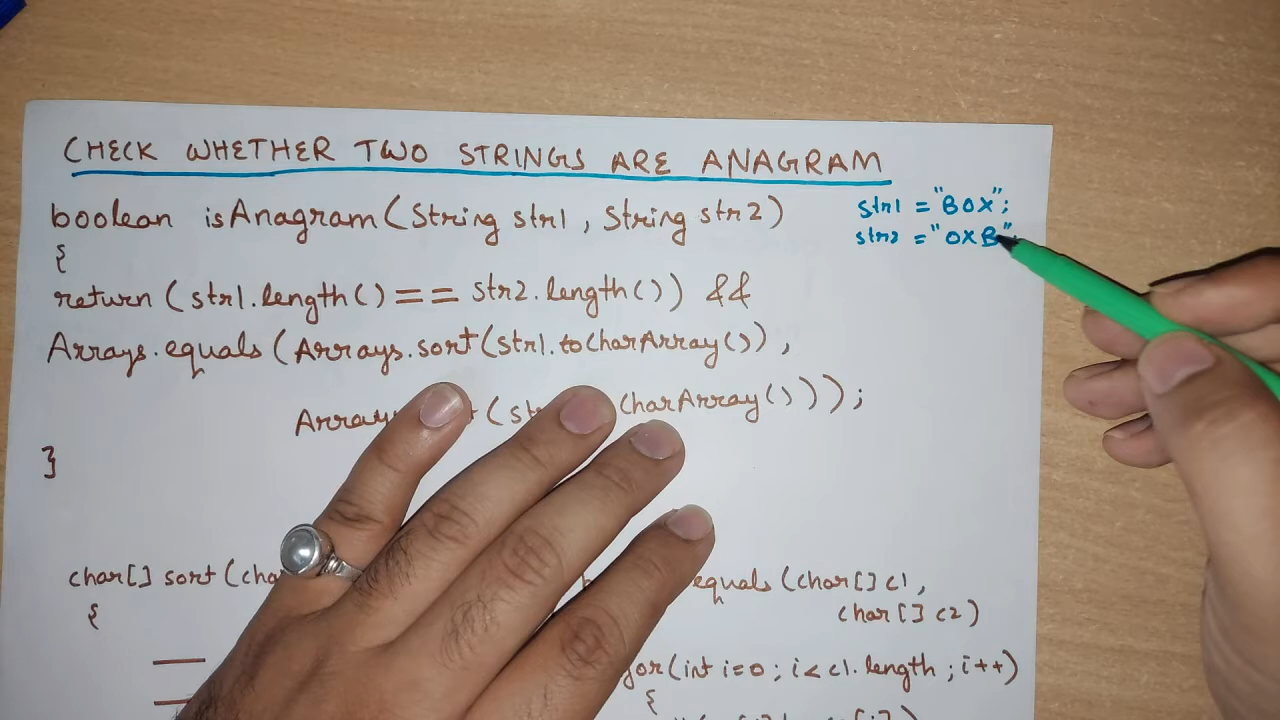 CHECK WHETHER TWO STRINGS ARE ANAGRAM
boolean isAnagram(String str1, String str2)
{
return (str1.length() == str2.length()) &&
Arrays.equals(Arrays.sort(str1.toCharArray()),
CharArray()));
}
str1 = "BOX";
str2 = "OXB";
char[] sort(
{
equals(char[] c1,
char[] c2)
for(int i=0; i<c1.length; i++)
{